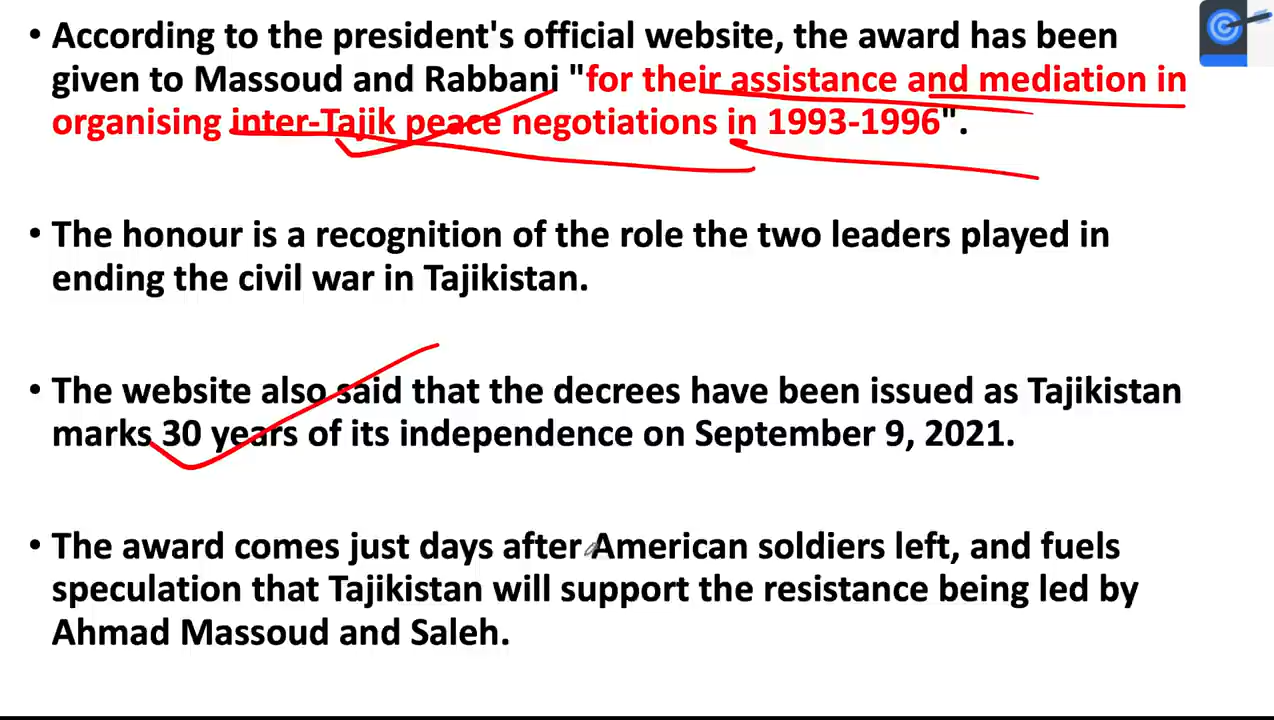 • According to the president's official website, the award has been
given to Massoud and Rabbani "for their assistance and mediation in
organising inter-Tajik peace negotiations in 1993-1996".
• The honour is a recognition of the role the two leaders played in
ending the civil war in Tajikistan.
• The website also said that the decrees have been issued as Tajikistan
marks 30 years of its independence on September 9, 2021.
• The award comes just days after American soldiers left, and fuels
speculation that Tajikistan will support the resistance being led by
Ahmad Massoud and Saleh.